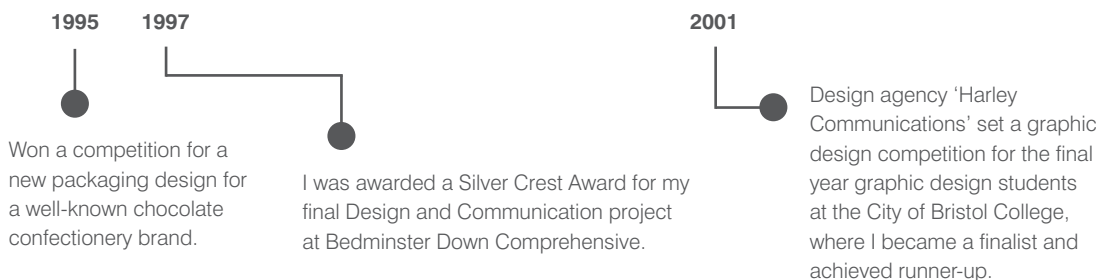 1995
1997
2001
Won a competition for a
new packaging design for
a well-known chocolate
confectionery brand.
I was awarded a Silver Crest Award for my
final Design and Communication project
at Bedminster Down Comprehensive.
Design agency ‘Harley
Communications’ set a graphic
design competition for the final
year graphic design students
at the City of Bristol College,
where I became a finalist and
achieved runner-up.